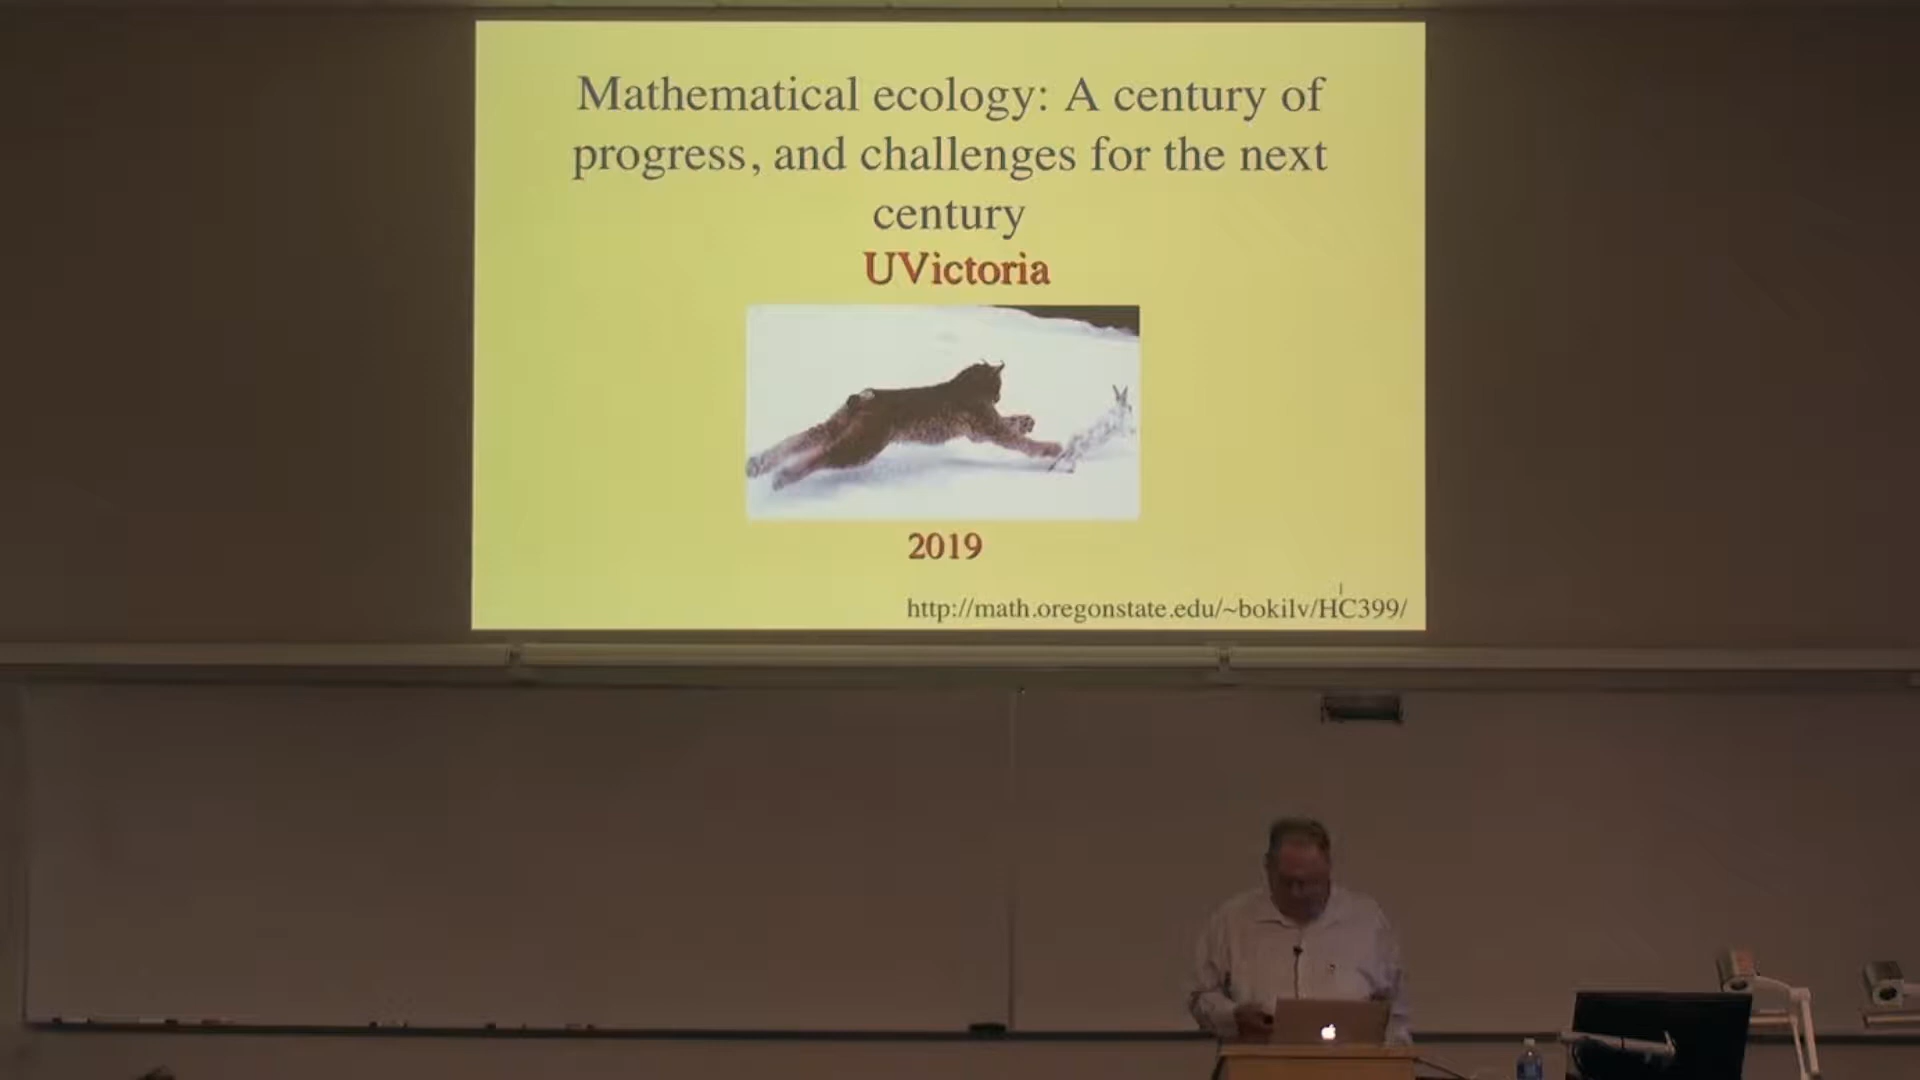 Mathematical ecology: A century of
progress, and challenges for the next
century
UVictoria
2019
http://math.oregonstate.edu/~bokilv/HC399/